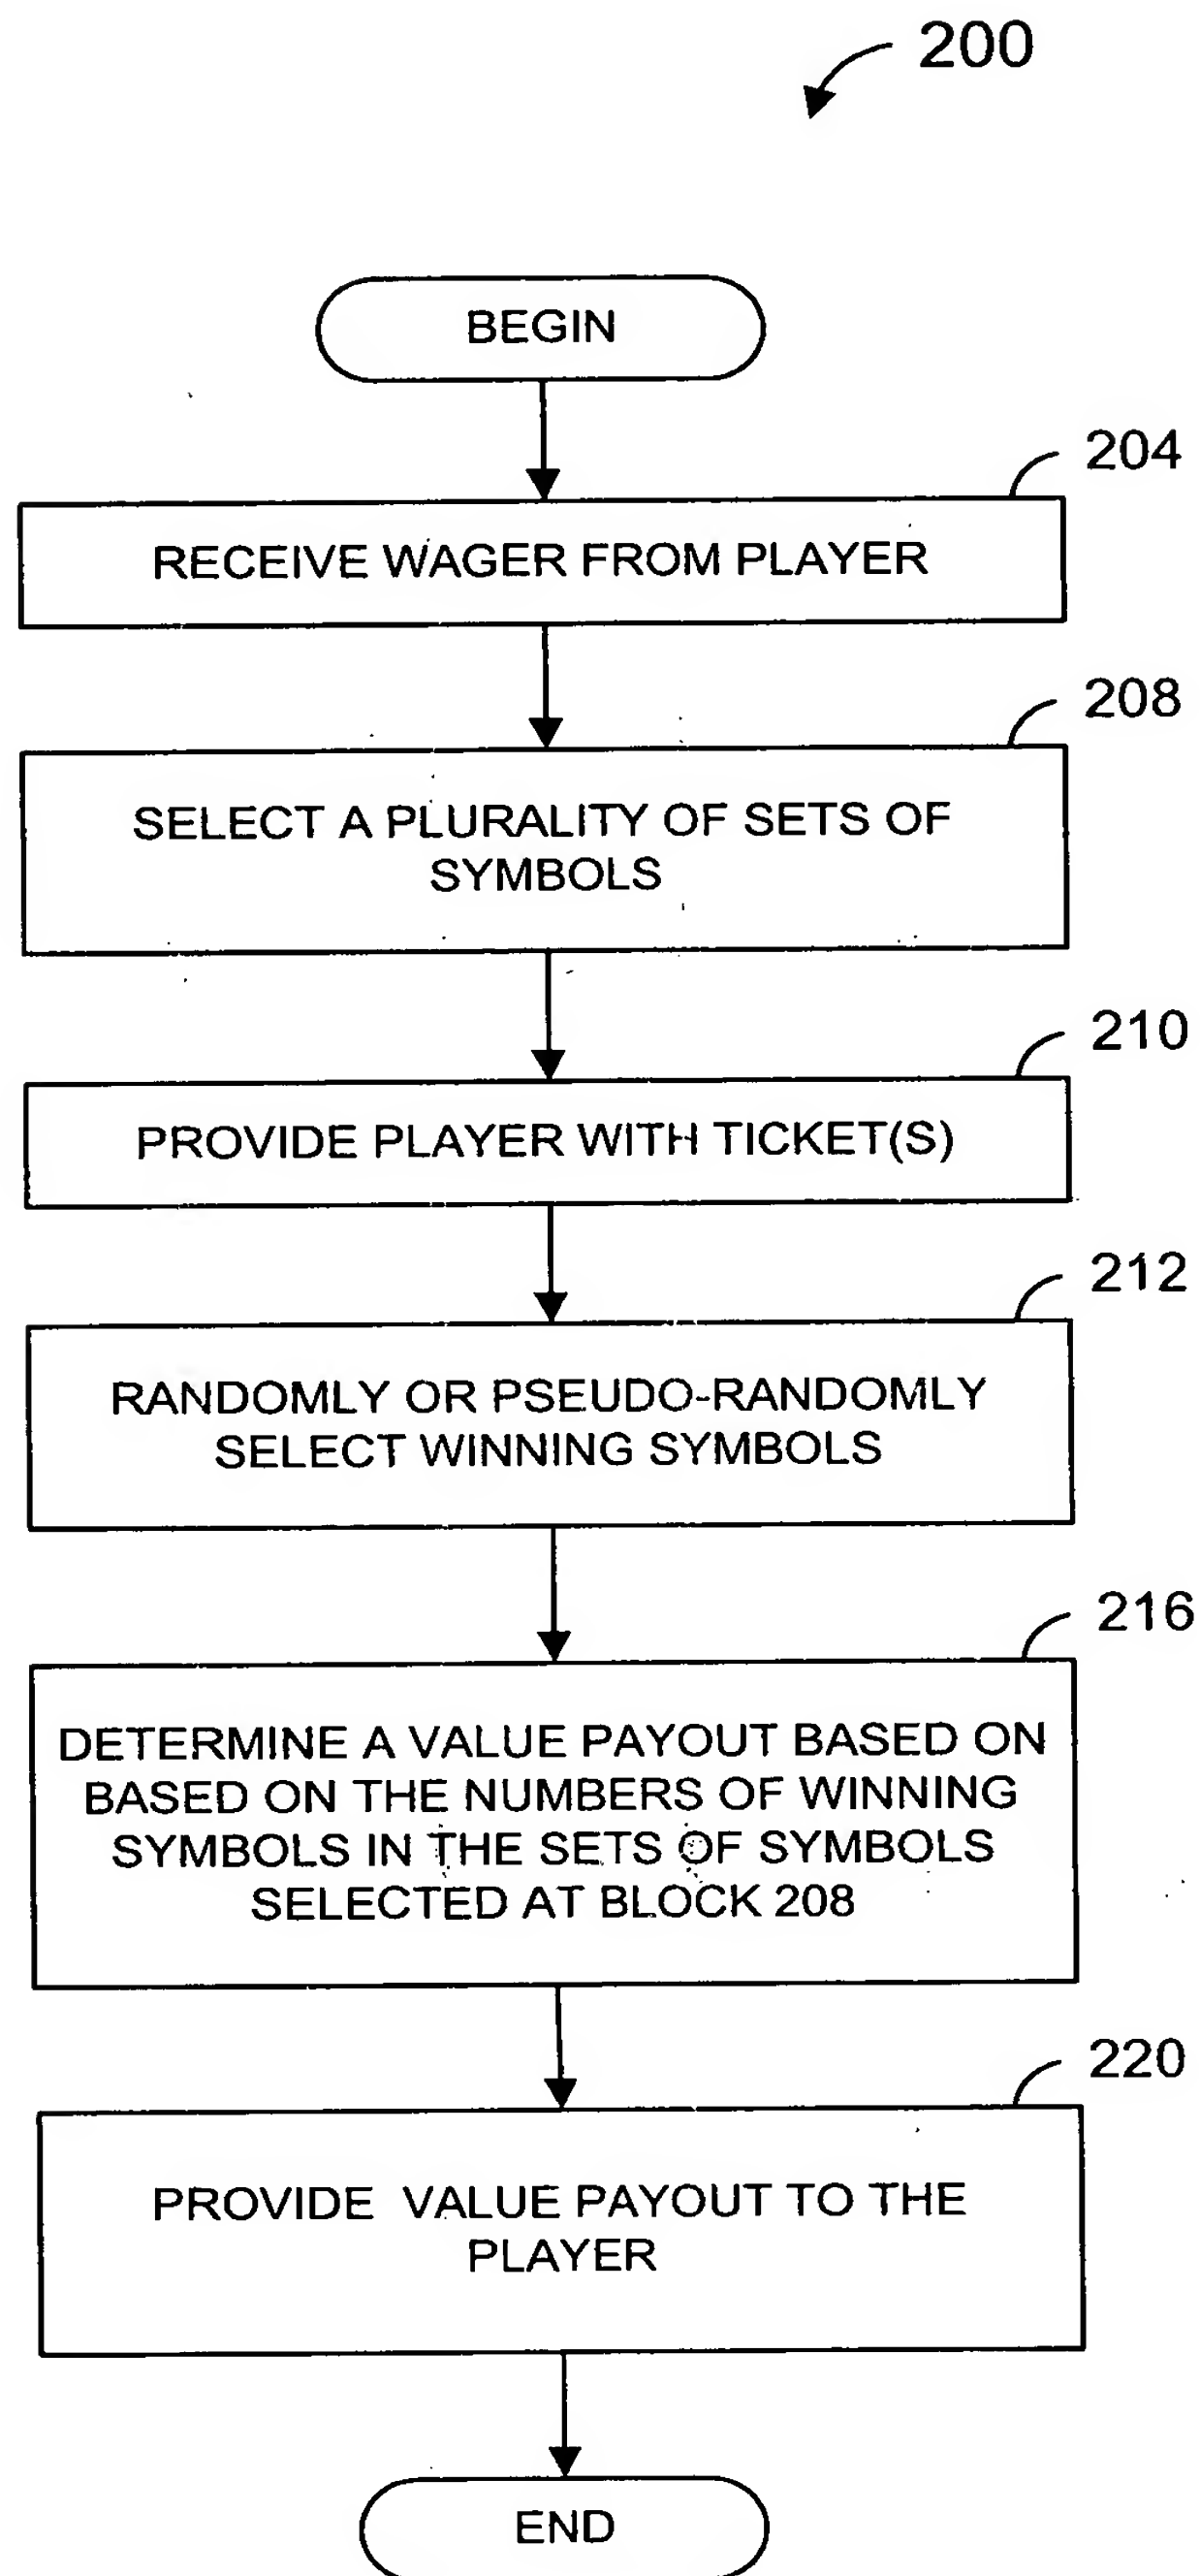 200
BEGIN
204
RECEIVE WAGER FROM PLAYER
208
SELECT A PLURALITY OF SETS OF
SYMBOLS
210
PROVIDE PLAYER WITH TICKET(S)
212
RANDOMLY OR PSEUDO-RANDOMLY
SELECT WINNING SYMBOLS
216
DETERMINE A VALUE PAYOUT BASED ON
BASED ON THE NUMBERS OF WINNING
SYMBOLS IN THE SETS OF SYMBOLS
SELECTED AT BLOCK 208
220
PROVIDE VALUE PAYOUT TO THE
PLAYER
END